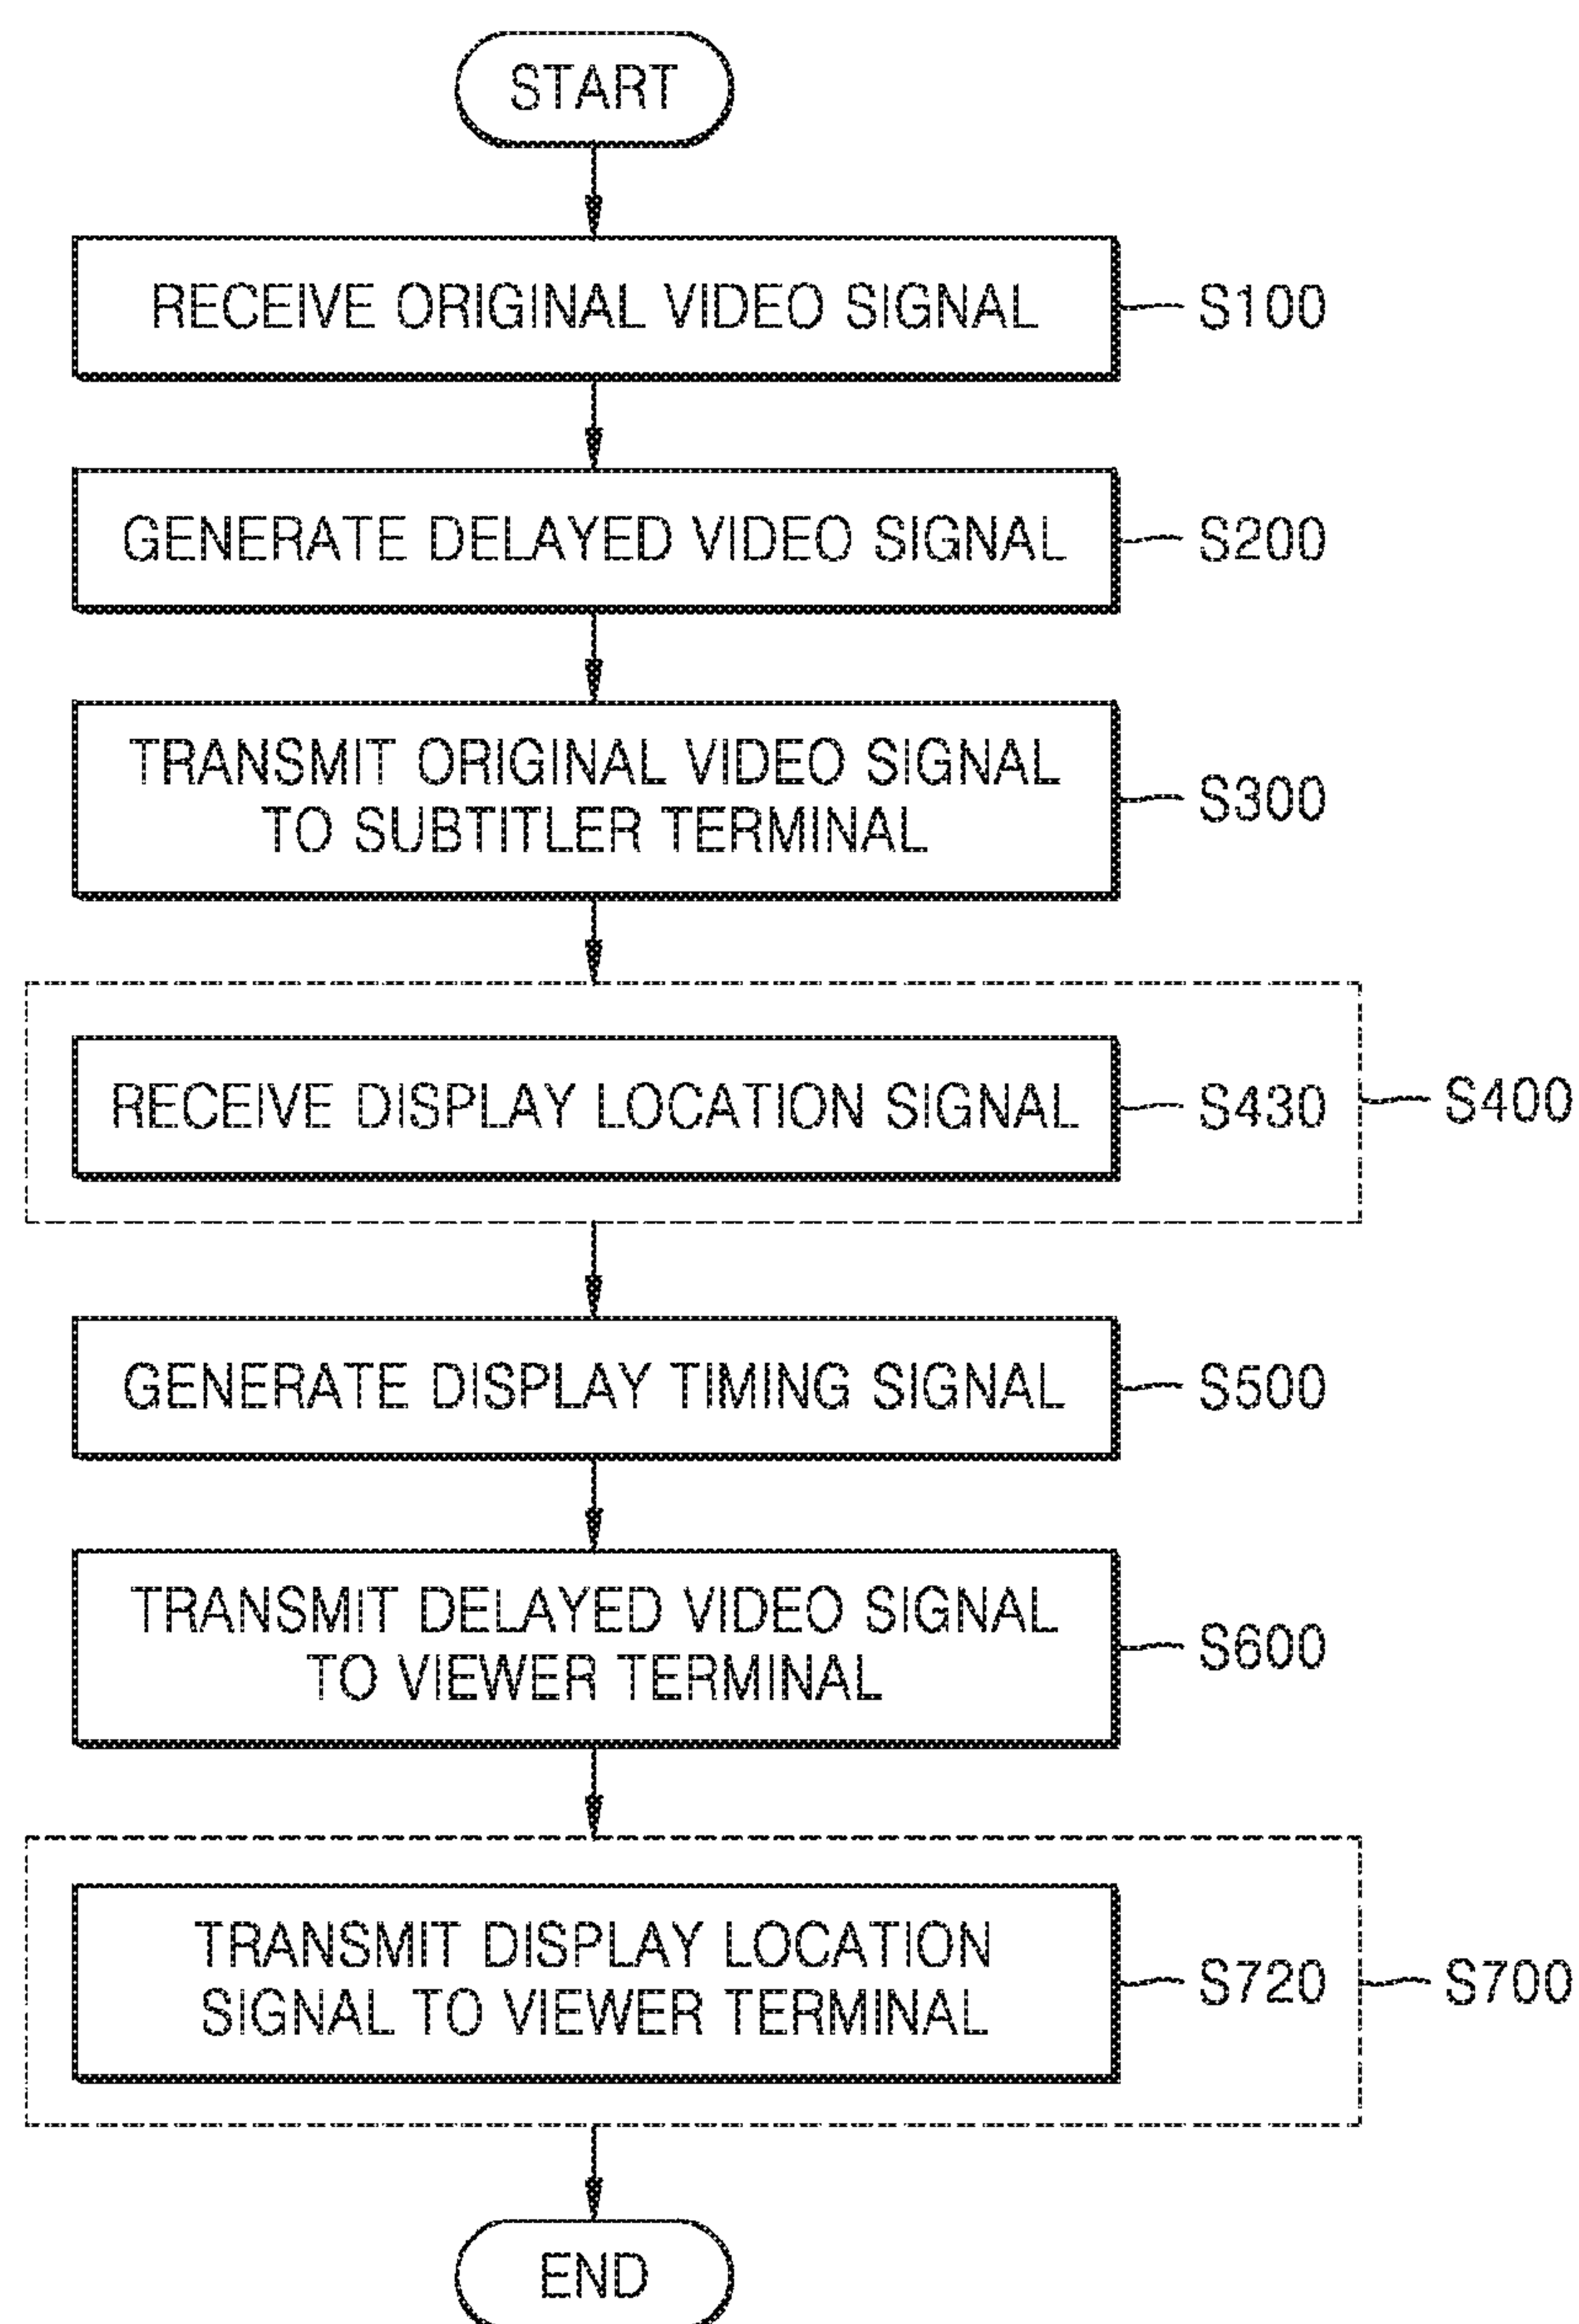 START
RECEIVE ORIGINAL VIDEO SIGNAL
S100
GENERATE DELAYED VIDEO SIGNAL
S200
TRANSMIT ORIGINAL VIDEO SIGNAL
TO SUBTITLER TERMINAL
S300
RECEIVE DISPLAY LOCATION SIGNAL
S430
S400
GENERATE DISPLAY TIMING SIGNAL
S500
TRANSMIT DELAYED VIDEO SIGNAL
TO VIEWER TERMINAL
S600
TRANSMIT DISPLAY LOCATION
SIGNAL TO VIEWER TERMINAL
S720
S700
END